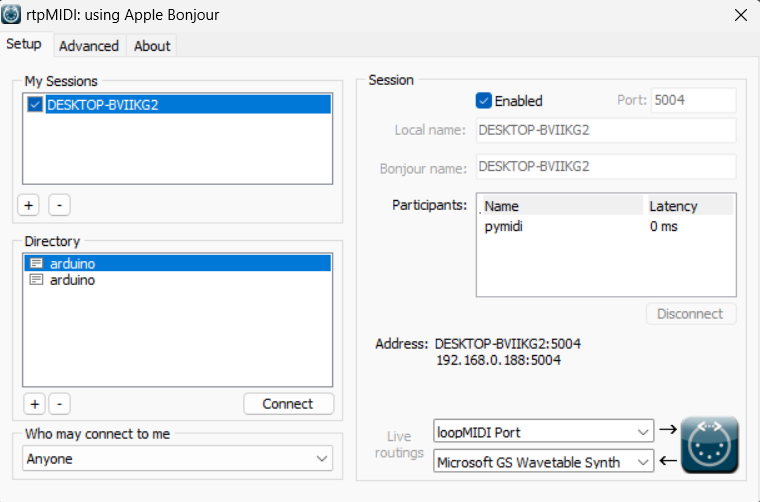 rtpMIDI: using Apple Bonjour
Setup Advanced About
My Sessions
DESKTOP-BVIIKG2
+ -
Directory
arduino
arduino
+ - Connect
Who may connect to me
Anyone
Session
Enabled Port: 5004
Local name: DESKTOP-BVIIKG2
Bonjour name: DESKTOP-BVIIKG2
Participants: Name Latency
pymidi 0 ms
Disconnect
Address: DESKTOP-BVIIKG2:5004
192.168.0.188:5004
Live
routings
loopMIDI Port
Microsoft GS Wavetable Synth